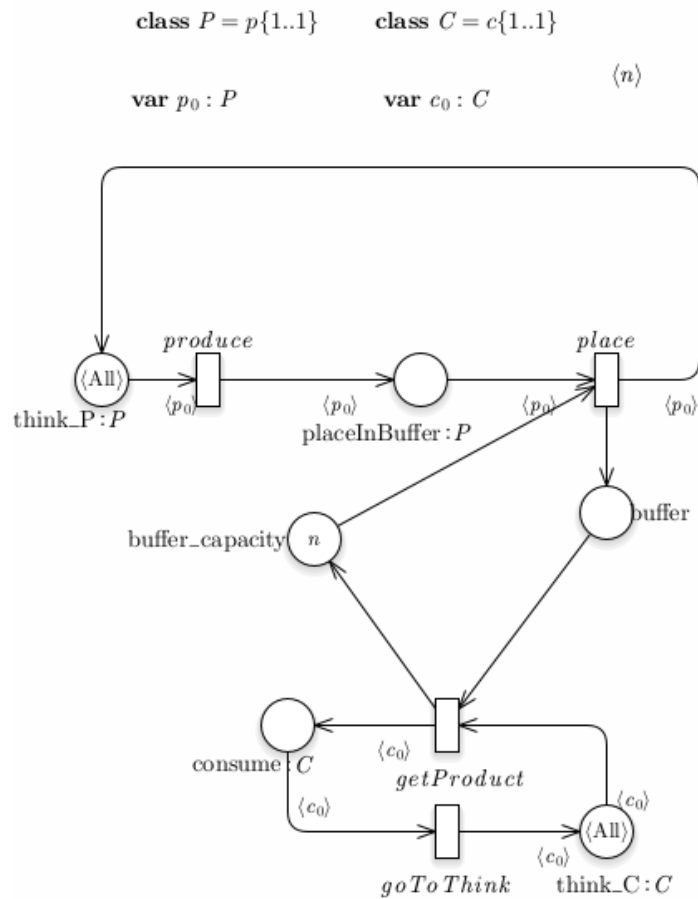 class P = p{1..1} class C = c{1..1}
⟨n⟩
var p₀ : P var c₀ : C
produce place
⟨All⟩
⟨p₀⟩ ⟨p₀⟩ ⟨p₀⟩ ⟨p₀⟩
think_P : P placeInBuffer : P
buffer
buffer_capacity n
⟨c₀⟩
consume : C getProduct
⟨c₀⟩ ⟨c₀⟩
⟨All⟩
⟨c₀⟩
goToThink think_C : C